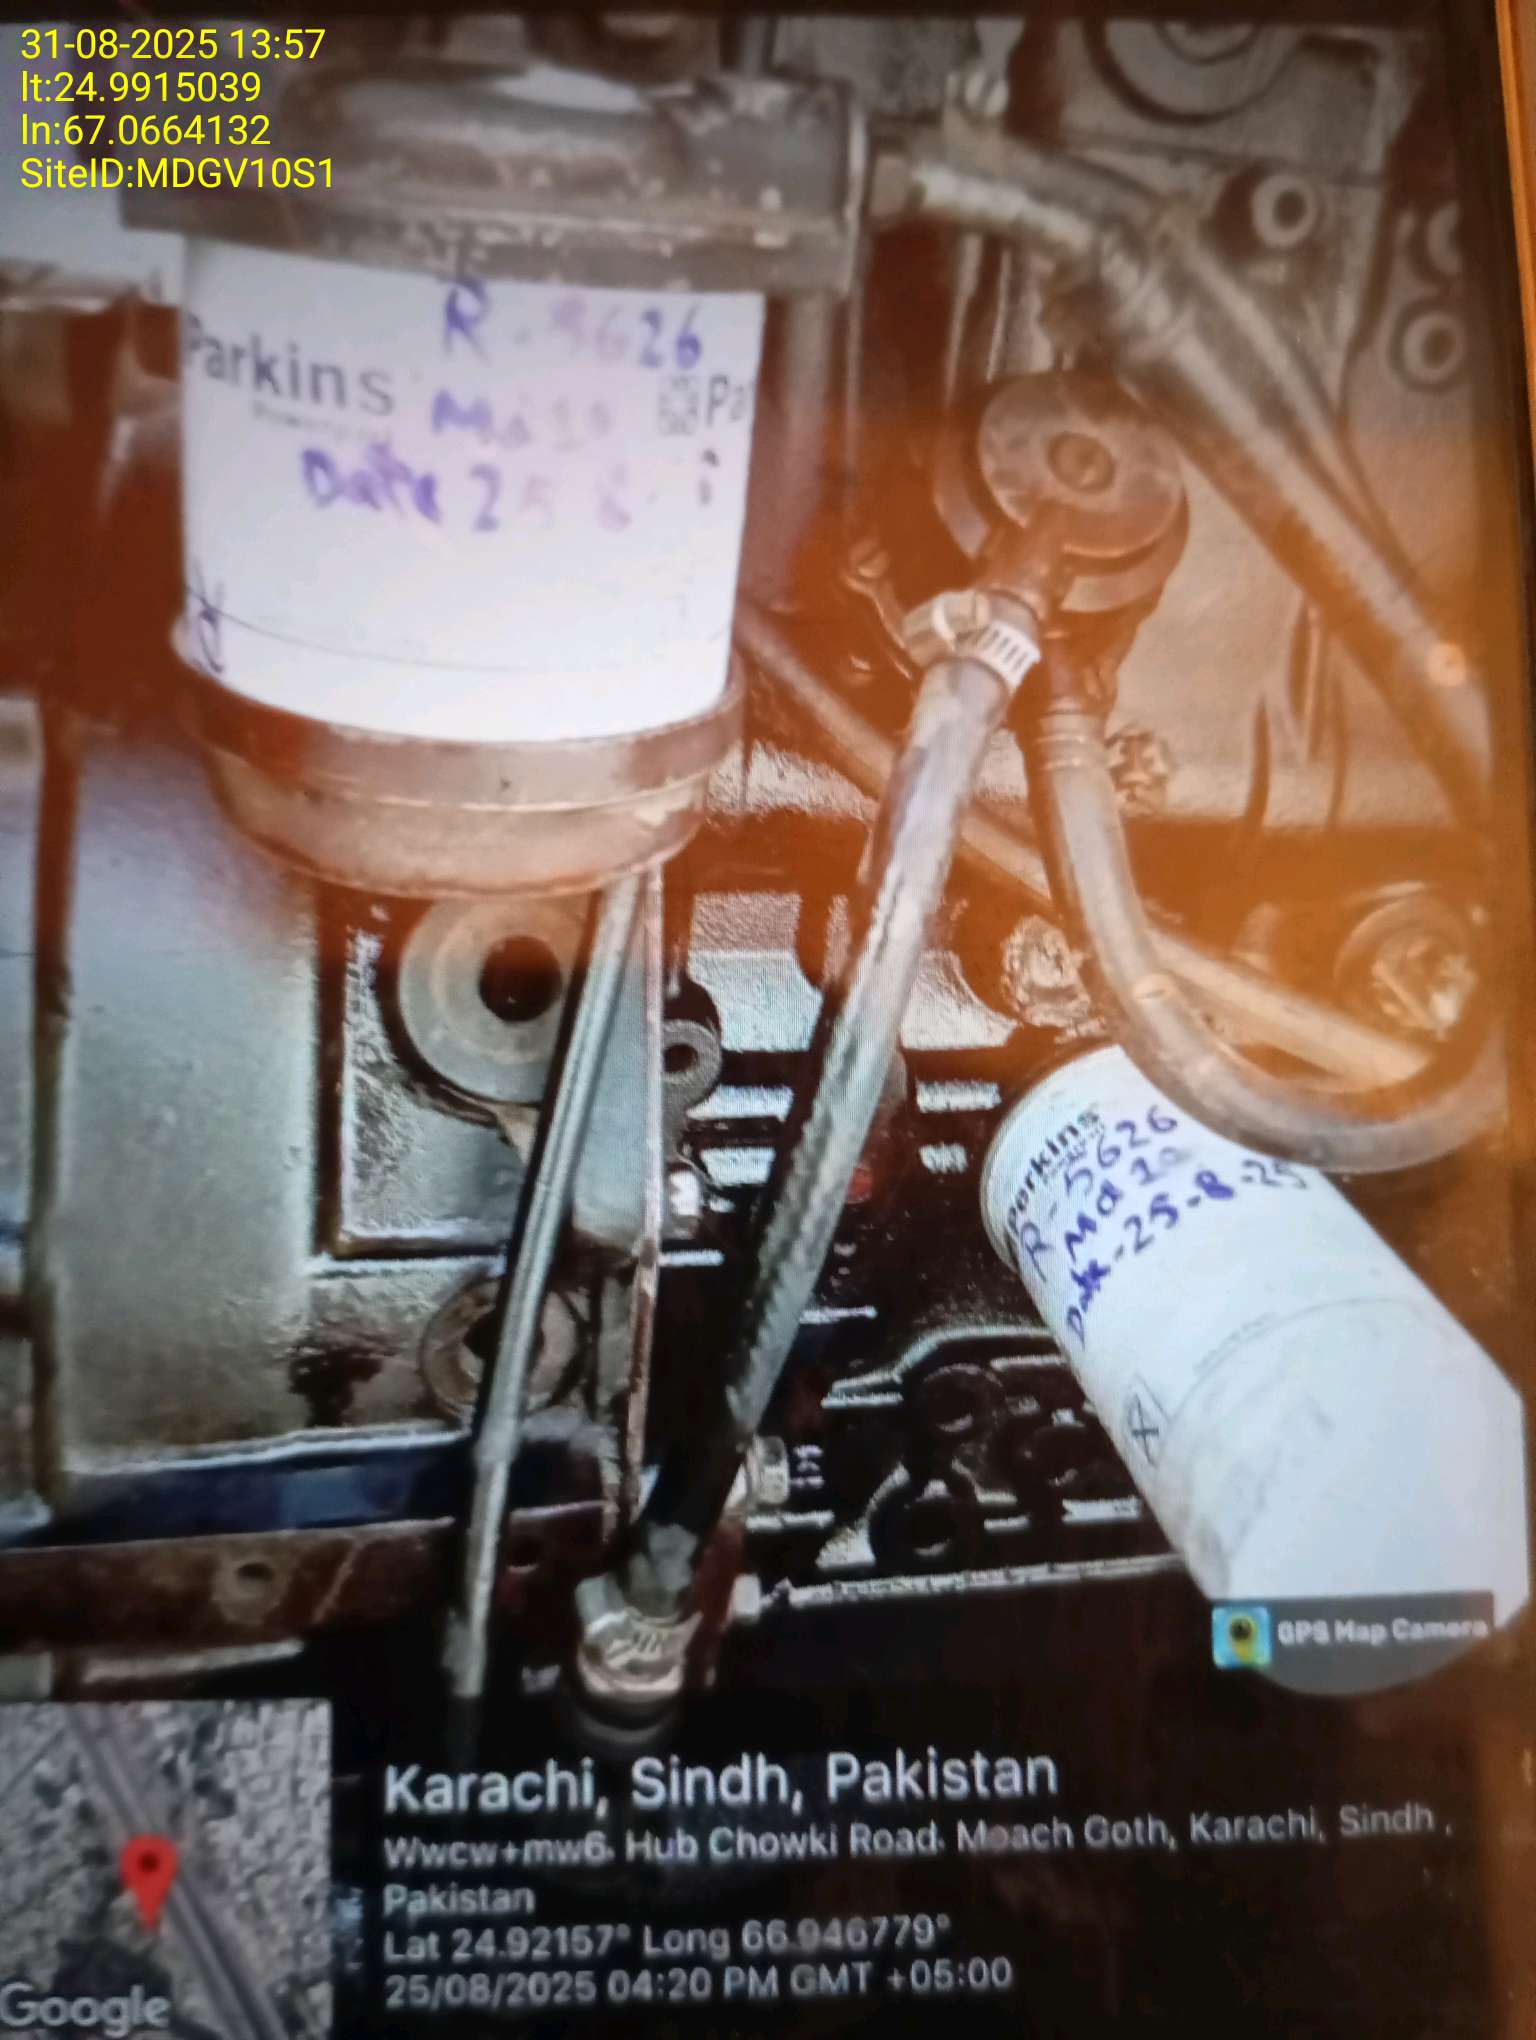 31-08-2025 13:57
lt:24.9915039
ln:67.0664132
SiteID:MDGV10S1
R - 5626
Parkins
Pa
Date 25 8
Parkins
R-5626
Date-25-8-25
GPS Map Camera
Karachi, Sindh, Pakistan
Wwcw+mw6, Hub Chowki Road, Moach Goth, Karachi, Sindh,
Pakistan
Lat 24.92157° Long 66.946779°
25/08/2025 04:20 PM GMT +05:00
Google